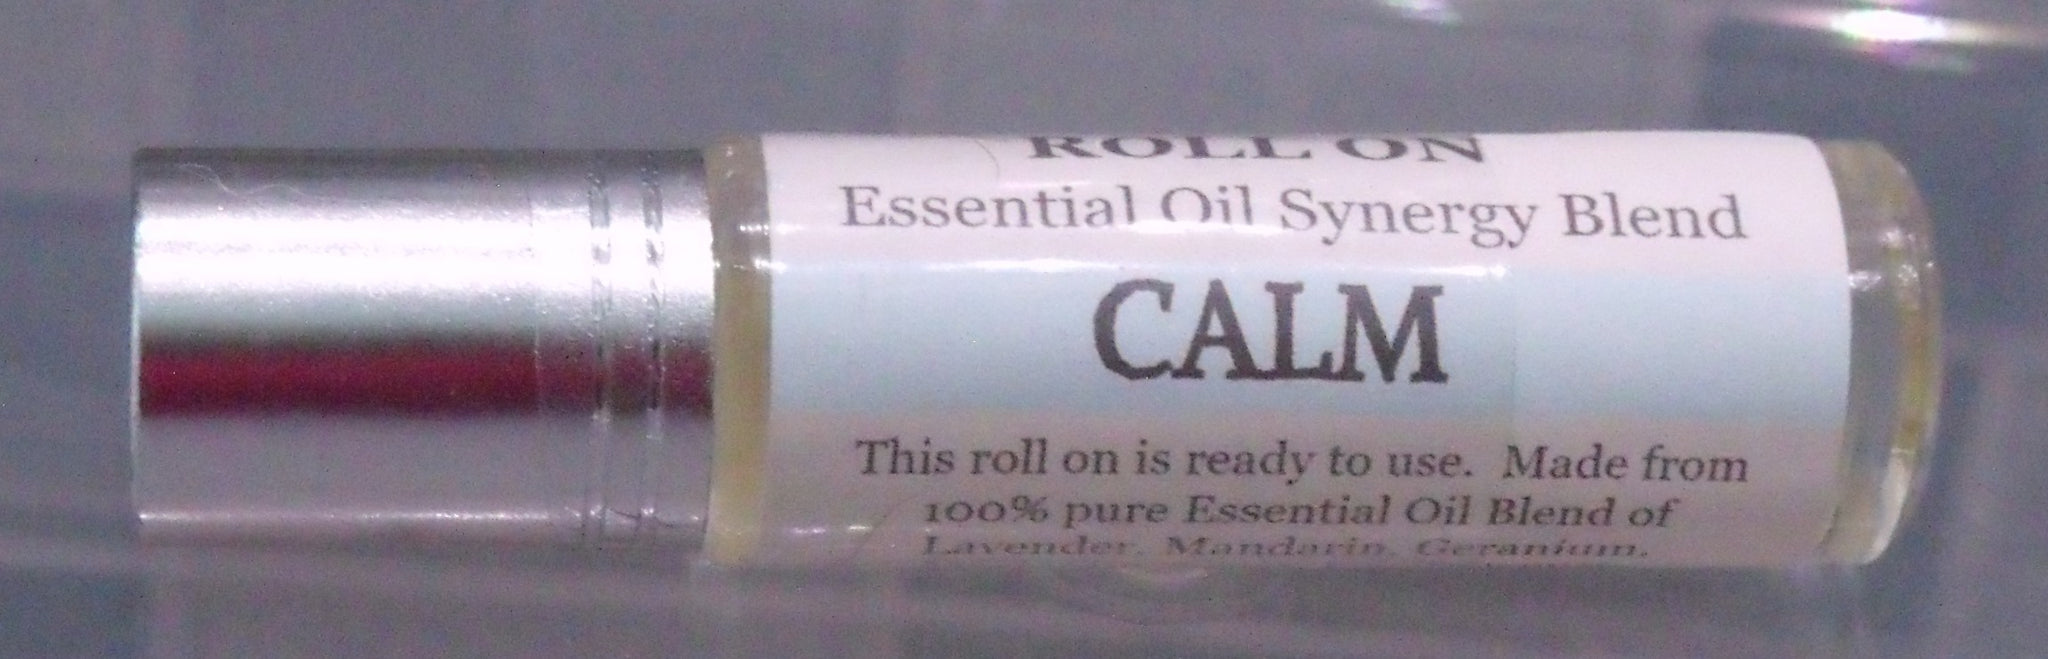 ROLL ON
Essential Oil Synergy Blend
CALM
This roll on is ready to use. Made from
100% pure Essential Oil Blend of
Lavender, Mandarin, Geranium,